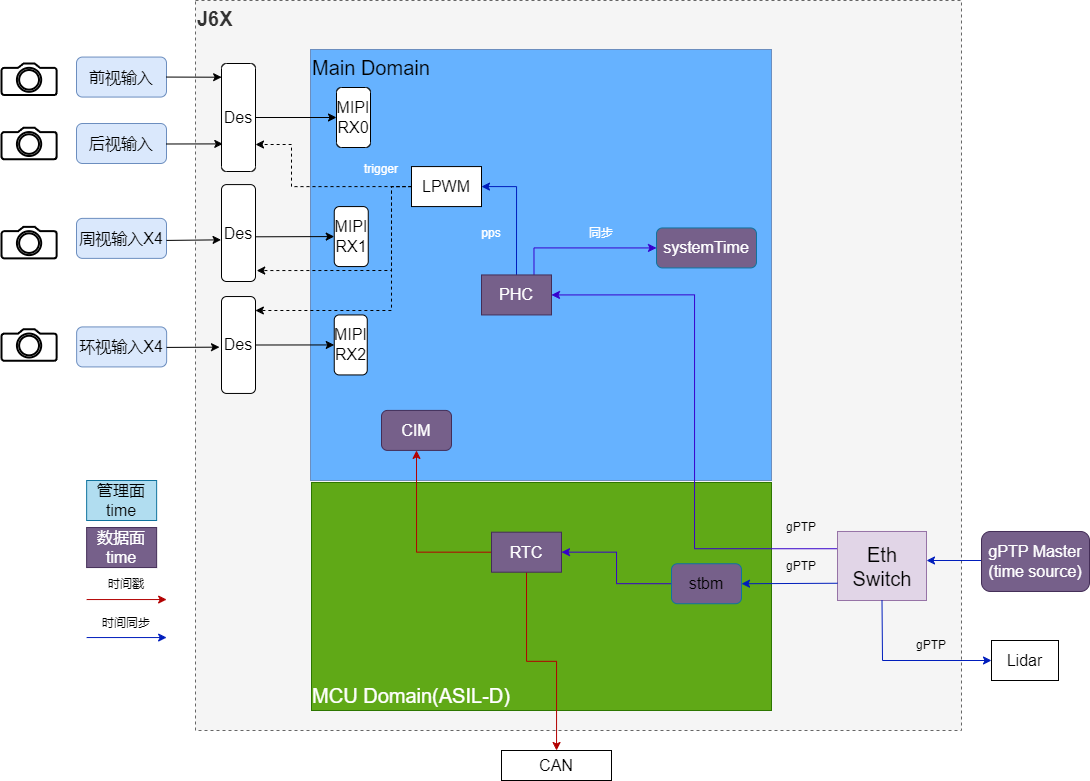 J6X
Main Domain
前视输入
后视输入
周视输入X4
环视输入X4
Des
Des
Des
MIPI
RX0
MIPI
RX1
MIPI
RX2
trigger
LPWM
pps
同步
systemTime
PHC
CIM
管理面
time
数据面
time
时间戳
时间同步
RTC
stbm
gPTP
gPTP
Eth
Switch
gPTP Master
(time source)
gPTP
Lidar
MCU Domain(ASIL-D)
CAN